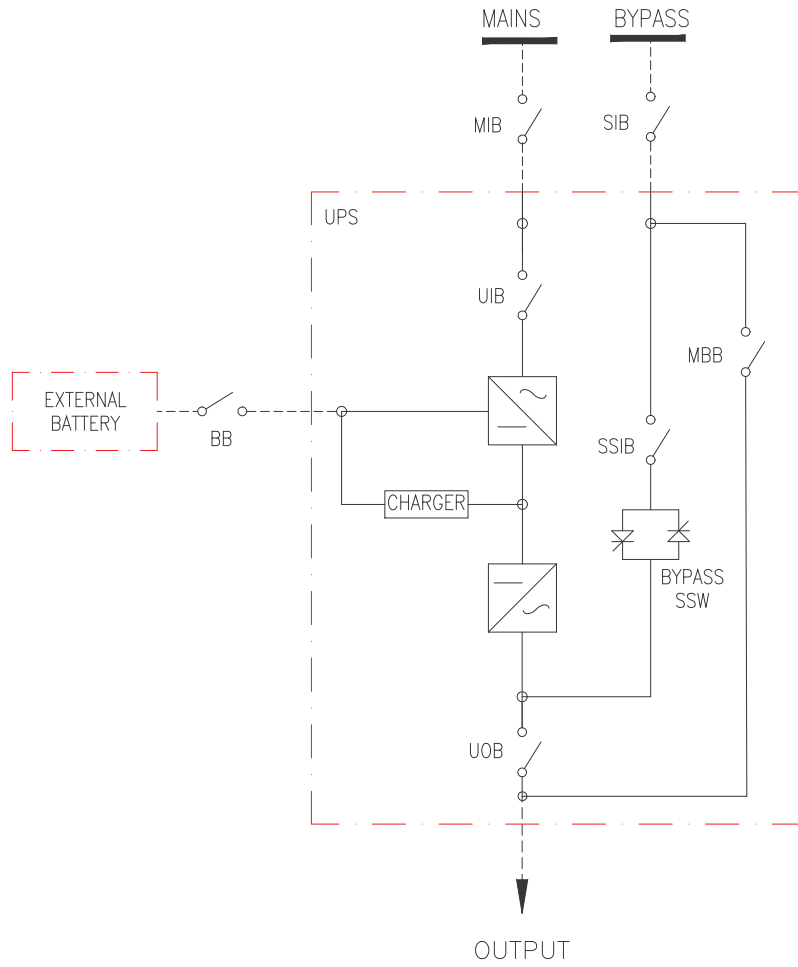 MAINS
BYPASS
MIB
SIB
UPS
UIB
MBB
EXTERNAL
BATTERY
BB
SSIB
CHARGER
BYPASS
SSW
UOB
OUTPUT